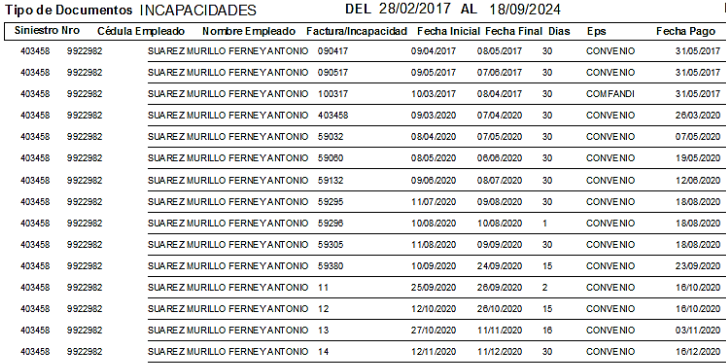 Tipo de Documentos INCAPACIDADES DEL 28/02/2017 AL 18/09/2024
Siniestro Nro Cédula Empleado Nombre Empleado Factura/Incapacidad Fecha Inicial Fecha Final Dias Eps Fecha Pago
403458 9922982 SUAREZ MURILLO FERNEY ANTONIO 090417 09/04/2017 08/05/2017 30 CONVENIO 31/05/2017
403458 9922982 SUAREZ MURILLO FERNEY ANTONIO 090517 09/05/2017 07/06/2017 30 CONVENIO 31/05/2017
403458 9922982 SUAREZ MURILLO FERNEY ANTONIO 100317 10/03/2017 08/04/2017 30 COMFANDI 31/05/2017
403458 9922982 SUAREZ MURILLO FERNEY ANTONIO 403458 09/03/2020 07/04/2020 30 CONVENIO 26/03/2020
403458 9922982 SUAREZ MURILLO FERNEY ANTONIO 59032 08/04/2020 07/05/2020 30 CONVENIO 07/05/2020
403458 9922982 SUAREZ MURILLO FERNEY ANTONIO 59060 08/05/2020 06/06/2020 30 CONVENIO 19/05/2020
403458 9922982 SUAREZ MURILLO FERNEY ANTONIO 59132 09/06/2020 08/07/2020 30 CONVENIO 12/06/2020
403458 9922982 SUAREZ MURILLO FERNEY ANTONIO 59295 11/07/2020 09/08/2020 30 CONVENIO 18/08/2020
403458 9922982 SUAREZ MURILLO FERNEY ANTONIO 59296 10/08/2020 10/08/2020 1 CONVENIO 18/08/2020
403458 9922982 SUAREZ MURILLO FERNEY ANTONIO 59305 11/08/2020 09/09/2020 30 CONVENIO 18/08/2020
403458 9922982 SUAREZ MURILLO FERNEY ANTONIO 59380 10/09/2020 24/09/2020 15 CONVENIO 23/09/2020
403458 9922982 SUAREZ MURILLO FERNEY ANTONIO 11 25/09/2020 26/09/2020 2 CONVENIO 16/10/2020
403458 9922982 SUAREZ MURILLO FERNEY ANTONIO 12 12/10/2020 26/10/2020 15 CONVENIO 16/10/2020
403458 9922982 SUAREZ MURILLO FERNEY ANTONIO 13 27/10/2020 11/11/2020 16 CONVENIO 03/11/2020
403458 9922982 SUAREZ MURILLO FERNEY ANTONIO 14 12/11/2020 11/12/2020 30 CONVENIO 16/12/2020